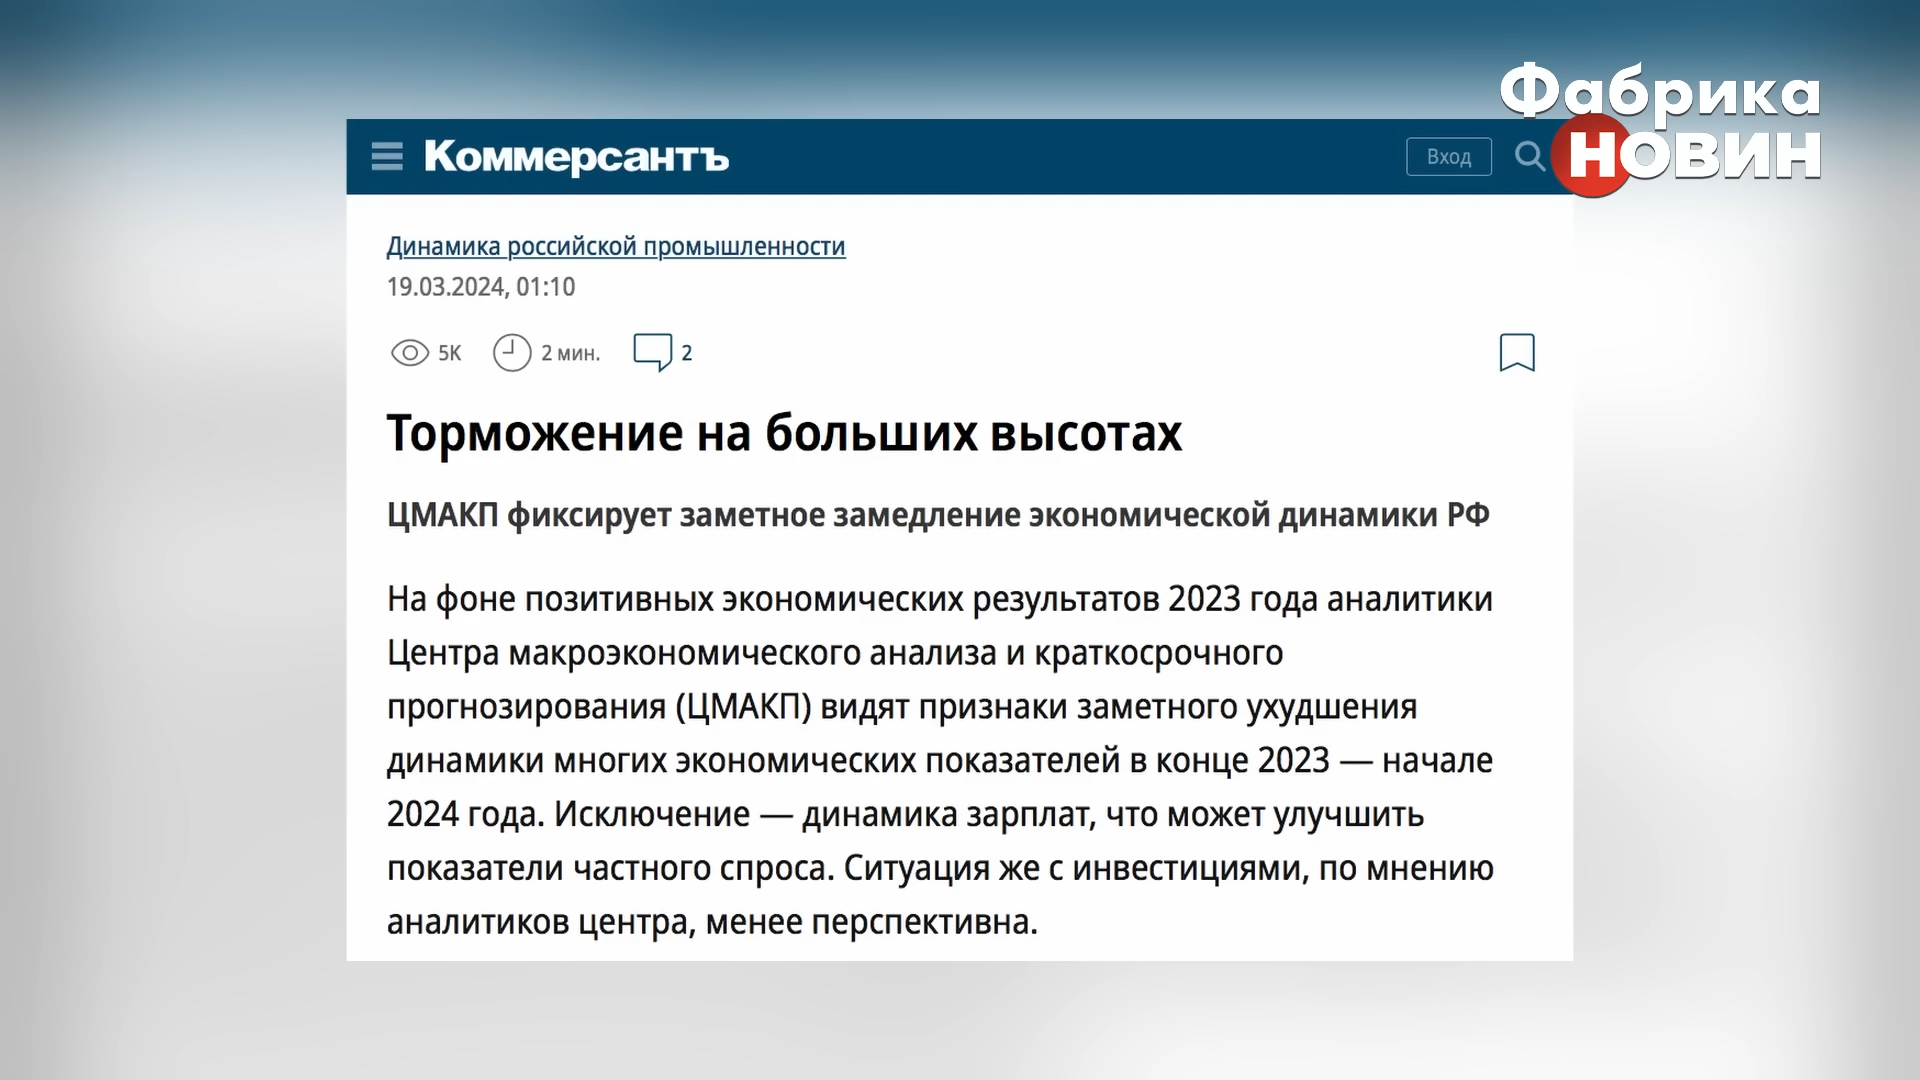 Фабрика
новин
Коммерсантъ
Вход
Динамика российской промышленности
19.03.2024, 01:10
5K
2 мин.
2
Торможение на больших высотах
ЦМАКП фиксирует заметное замедление экономической динамики РФ
На фоне позитивных экономических результатов 2023 года аналитики
Центра макроэкономического анализа и краткосрочного
прогнозирования (ЦМАКП) видят признаки заметного ухудшения
динамики многих экономических показателей в конце 2023 — начале
2024 года. Исключение — динамика зарплат, что может улучшить
показатели частного спроса. Ситуация же с инвестициями, по мнению
аналитиков центра, менее перспективна.